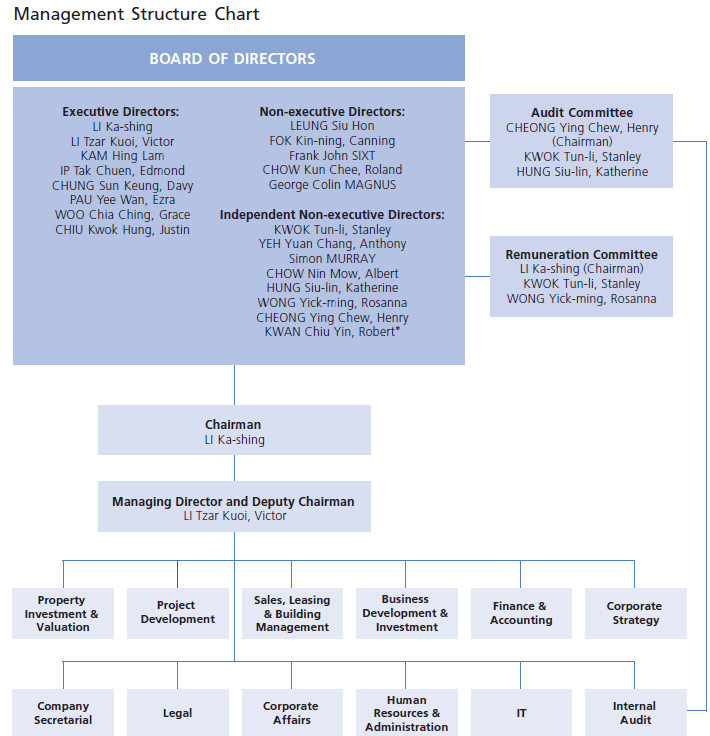 Management Structure Chart
BOARD OF DIRECTORS
Executive Directors:
LI Ka-shing
LI Tzar Kuoi, Victor
KAM Hing Lam
IP Tak Chuen, Edmond
CHUNG Sun Keung, Davy
PAU Yee Wan, Ezra
WOO Chia Ching, Grace
CHIU Kwok Hung, Justin
Non-executive Directors:
LEUNG Siu Hon
FOK Kin-ning, Canning
Frank John SIXT
CHOW Kun Chee, Roland
George Colin MAGNUS
Independent Non-executive Directors:
KWOK Tun-li, Stanley
YEH Yuan Chang, Anthony
Simon MURRAY
CHOW Nin Mow, Albert
HUNG Siu-lin, Katherine
WONG Yick-ming, Rosanna
CHEONG Ying Chew, Henry
KWAN Chiu Yin, Robert*
Audit Committee
CHEONG Ying Chew, Henry
(Chairman)
KWOK Tun-li, Stanley
HUNG Siu-lin, Katherine
Remuneration Committee
LI Ka-shing (Chairman)
KWOK Tun-li, Stanley
WONG Yick-ming, Rosanna
Chairman
LI Ka-shing
Managing Director and Deputy Chairman
LI Tzar Kuoi, Victor
Property
Investment &
Valuation
Project
Development
Sales, Leasing
& Building
Management
Business
Development &
Investment
Finance &
Accounting
Corporate
Strategy
Company
Secretarial
Legal
Corporate
Affairs
Human
Resources &
Administration
IT
Internal
Audit